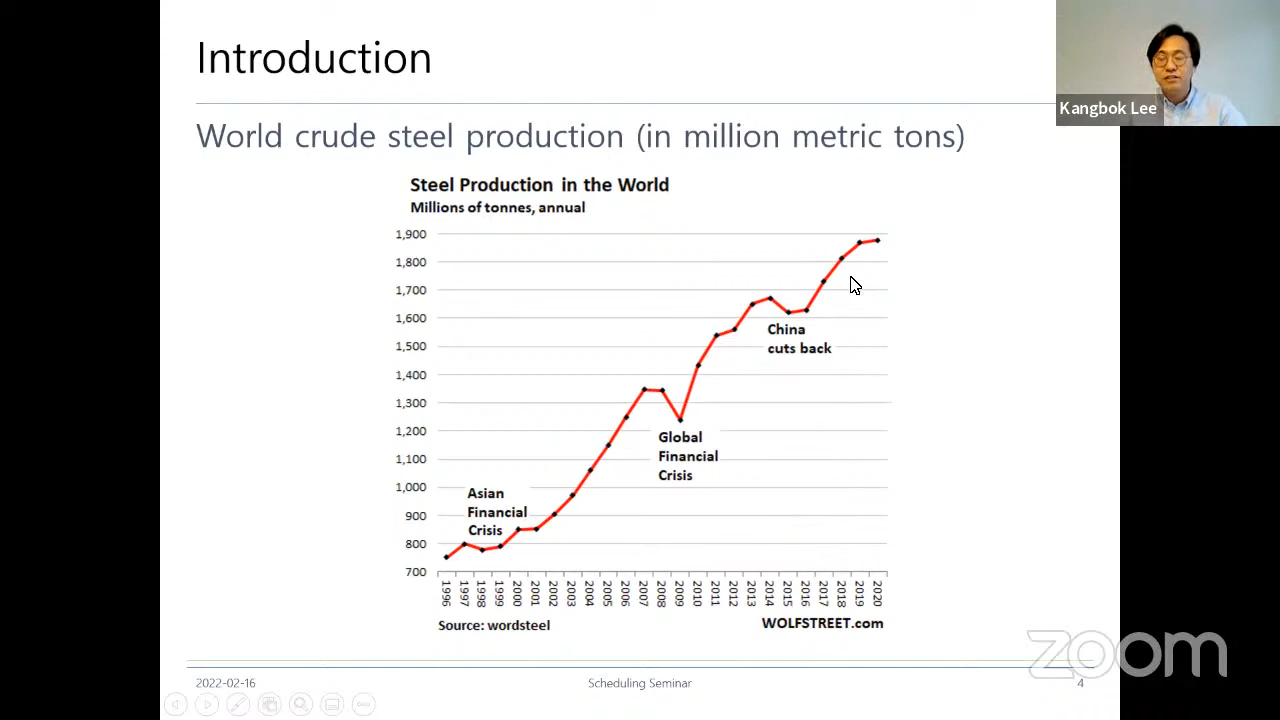 Introduction
Kangbok Lee
World crude steel production (in million metric tons)
Steel Production in the World
Millions of tonnes, annual
1,900
1,800
1,700
1,600
1,500
1,400
1,300
1,200
1,100
1,000
900
800
700
China
cuts back
Global
Financial
Crisis
Asian
Financial
Crisis
1996
1997
1998
1999
2000
2001
2002
2003
2004
2005
2006
2007
2008
2009
2010
2011
2012
2013
2014
2015
2016
2017
2018
2019
2020
Source: wordsteel
WOLFSTREET.com
zoom
2022-02-16
Scheduling Seminar
4